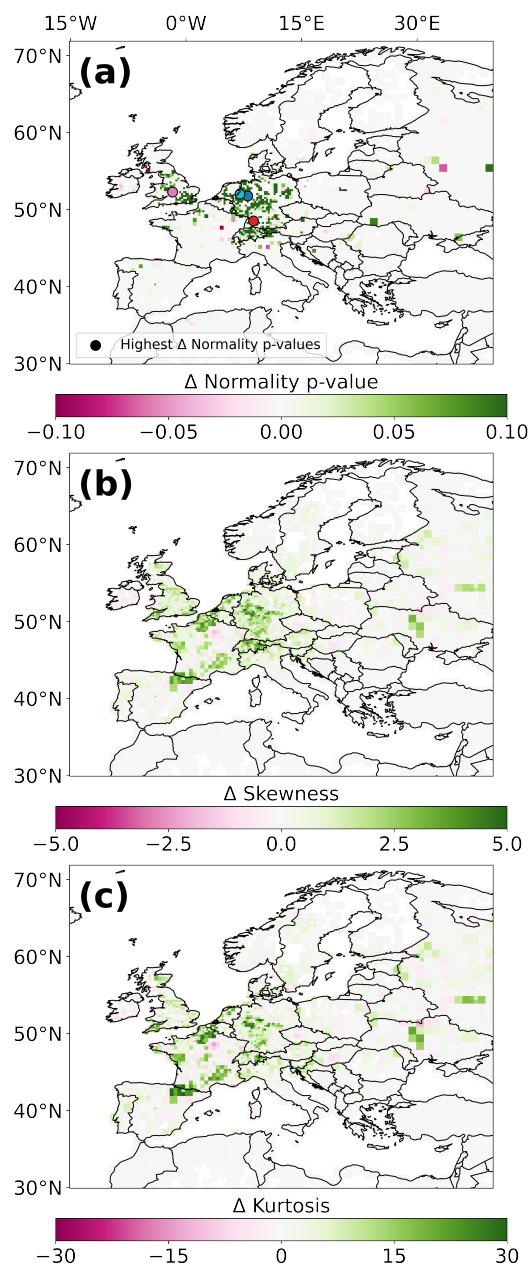 15°W 0°W 15°E 30°E
(a)
70°N
60°N
50°N
40°N
30°N
Highest Δ Normality p-values
Δ Normality p-value
−0.10 −0.05 0.00 0.05 0.10
(b)
70°N
60°N
50°N
40°N
30°N
Δ Skewness
−5.0 −2.5 0.0 2.5 5.0
(c)
70°N
60°N
50°N
40°N
30°N
Δ Kurtosis
−30 −15 0 15 30